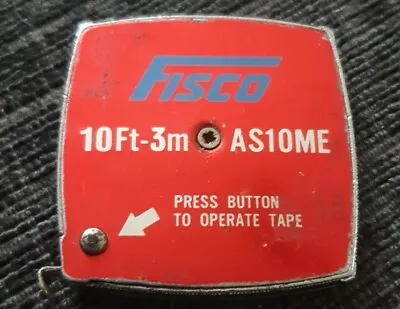 FISCO
10Ft-3m AS10ME
PRESS BUTTON
TO OPERATE TAPE